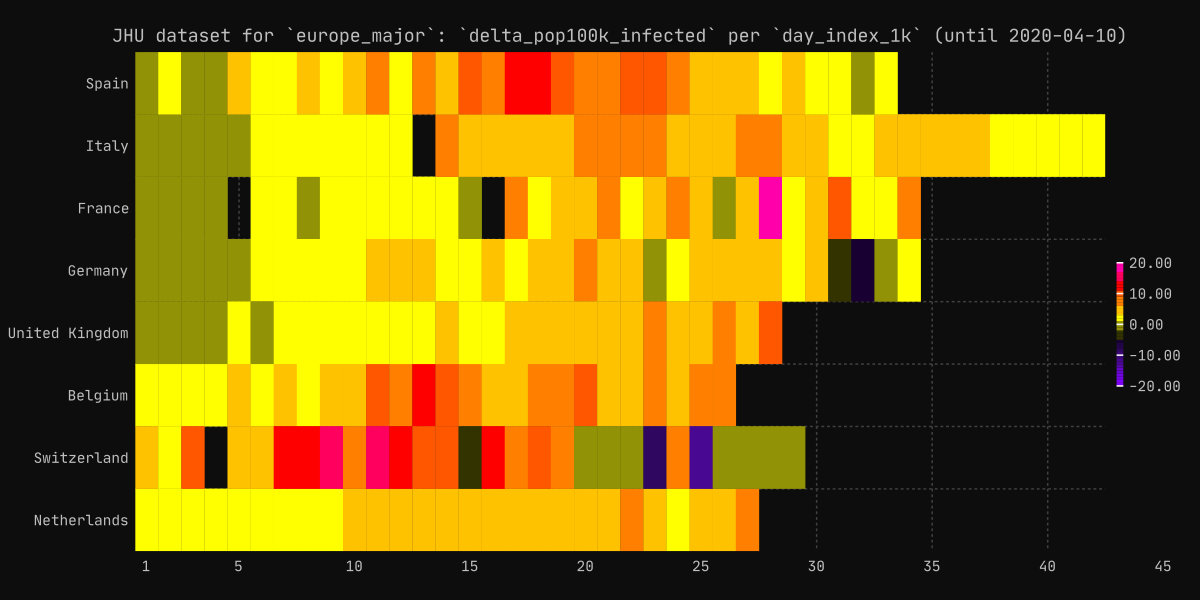 JHU dataset for `europe_major`: `delta_pop100k_infected` per `day_index_1k` (until 2020-04-10)
Spain
Italy
France
Germany
United Kingdom
Belgium
Switzerland
Netherlands
20.00
10.00
0.00
-10.00
-20.00
1 5 10 15 20 25 30 35 40 45